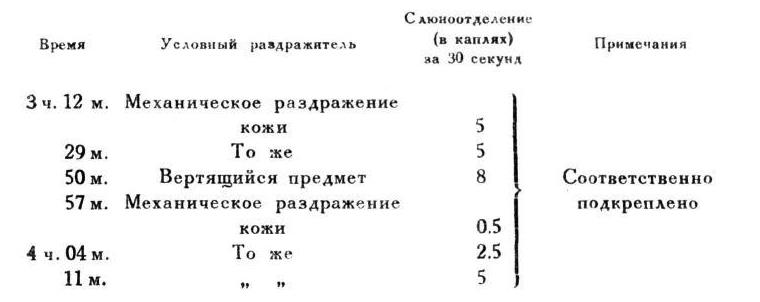 Время Условный раздражитель Слюноотделение (в каплях) за 30 секунд Примечания
3 ч. 12 м. Механическое раздражение
кожи 5
29 м. То же 5
50 м. Вертящийся предмет 8 Соответственно
57 м. Механическое раздражение подкреплено
кожи 0.5
4 ч. 04 м. То же 2.5
11 м. „ „ 5